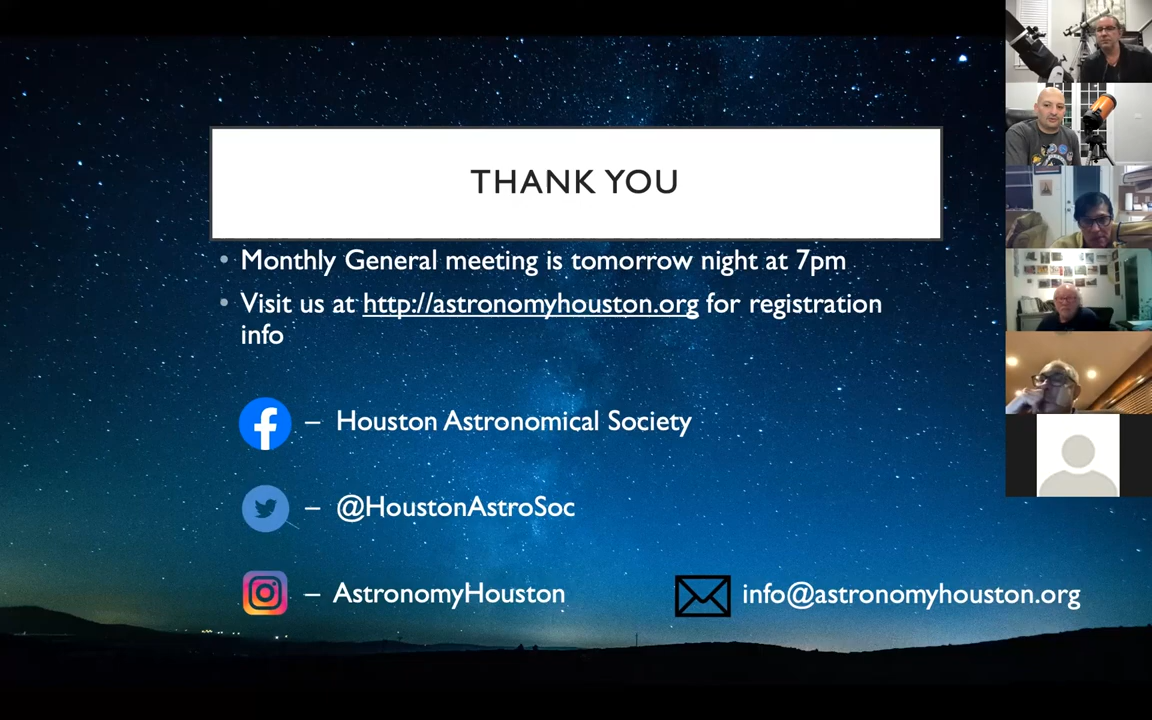 THANK YOU
• Monthly General meeting is tomorrow night at 7pm
• Visit us at http://astronomyhouston.org for registration
info
– Houston Astronomical Society
– @HoustonAstroSoc
– AstronomyHouston
info@astronomyhouston.org